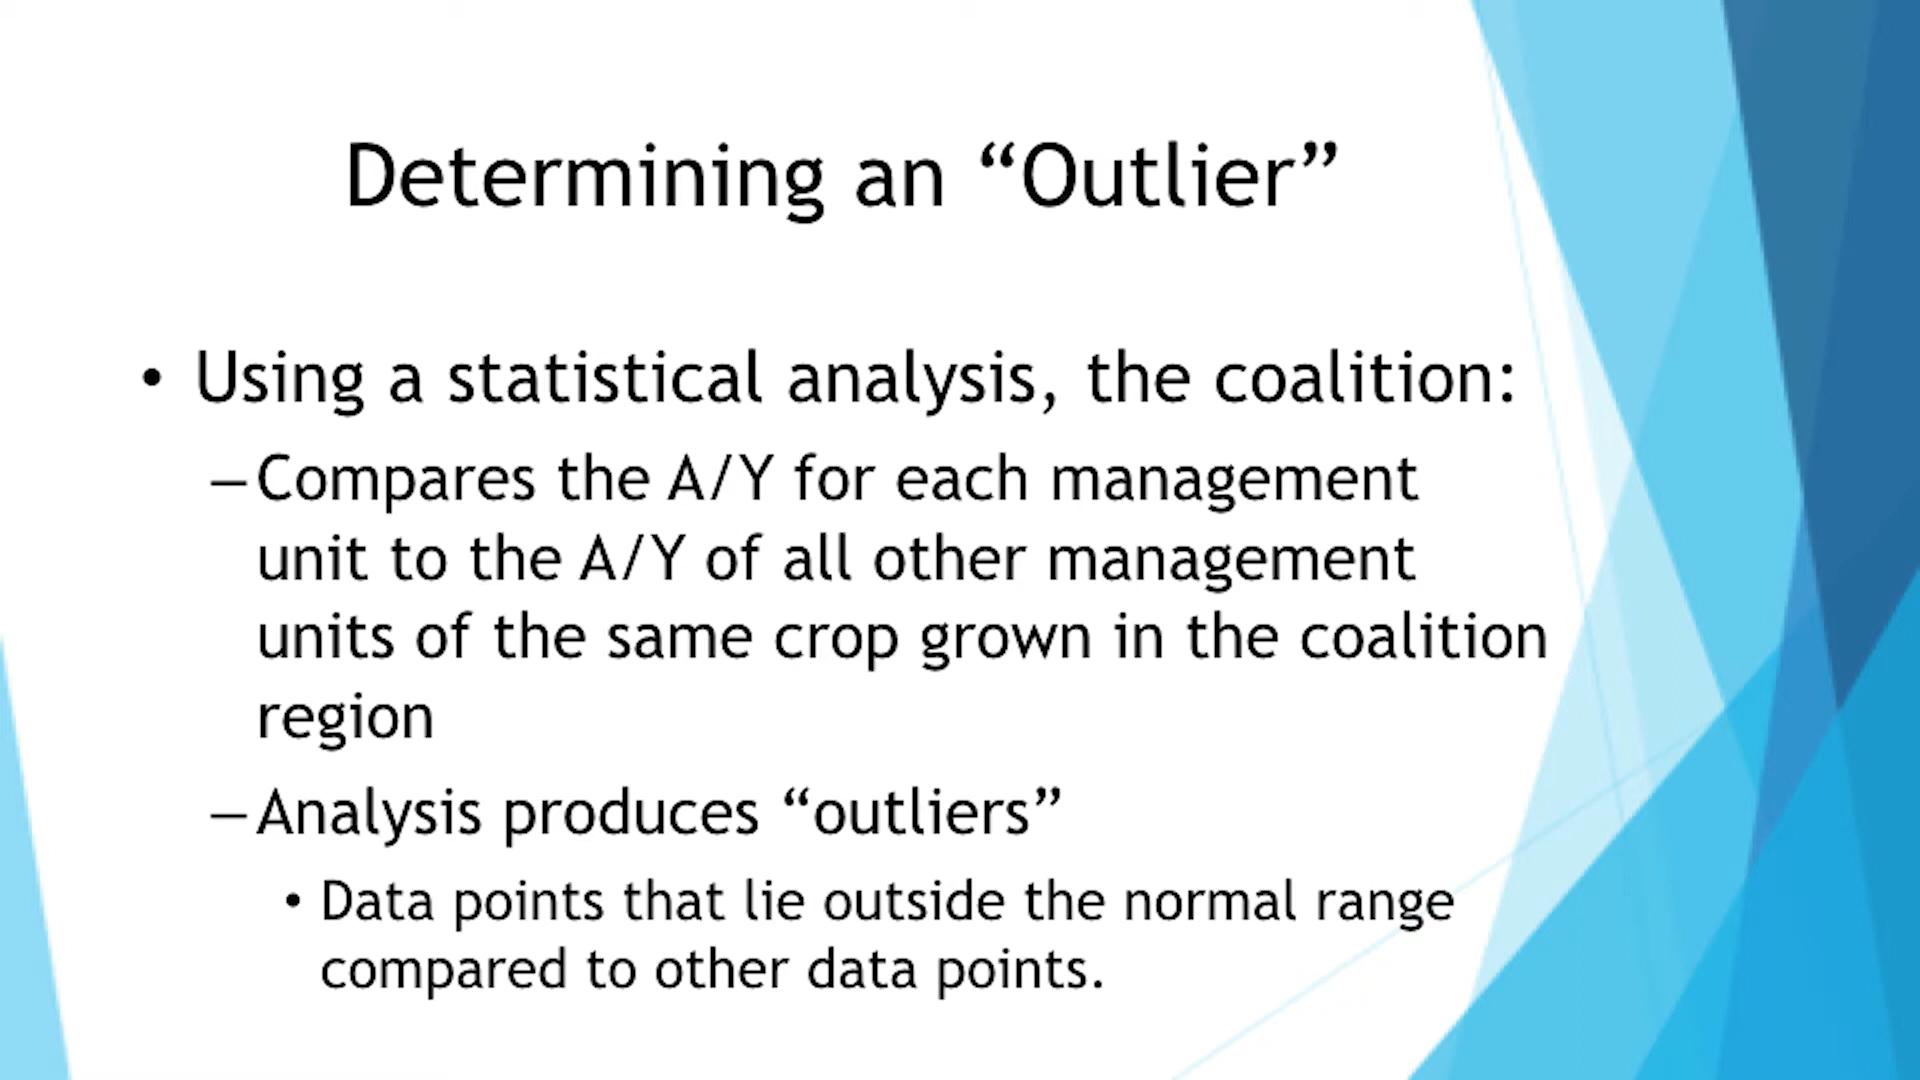 Determining an “Outlier”
• Using a statistical analysis, the coalition:
–Compares the A/Y for each management
unit to the A/Y of all other management
units of the same crop grown in the coalition
region
–Analysis produces “outliers”
• Data points that lie outside the normal range
compared to other data points.